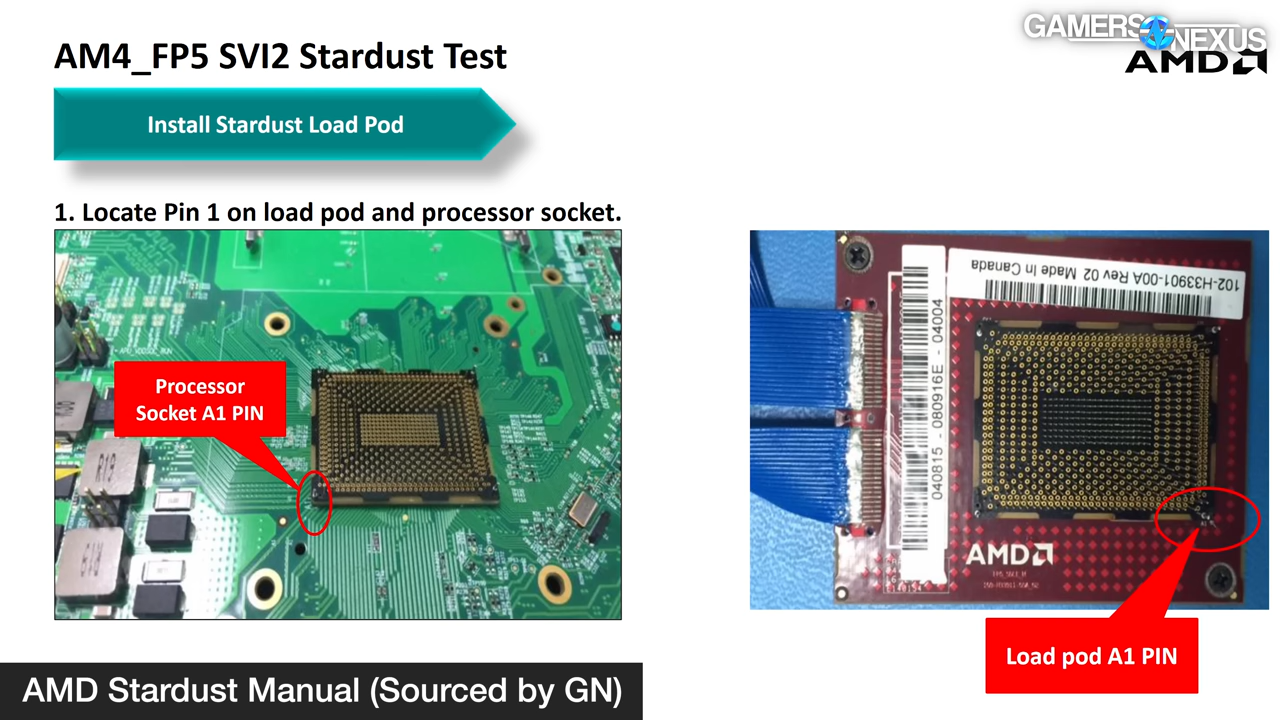 GAMERS NEXUS
AMD
AM4_FP5 SVI2 Stardust Test
Install Stardust Load Pod
1. Locate Pin 1 on load pod and processor socket.
Processor
Socket A1 PIN
R19
102-H33901-00A Rev 02 Made In Canada
040815 - 080916E - 04004
AMD
Load pod A1 PIN
AMD Stardust Manual (Sourced by GN)